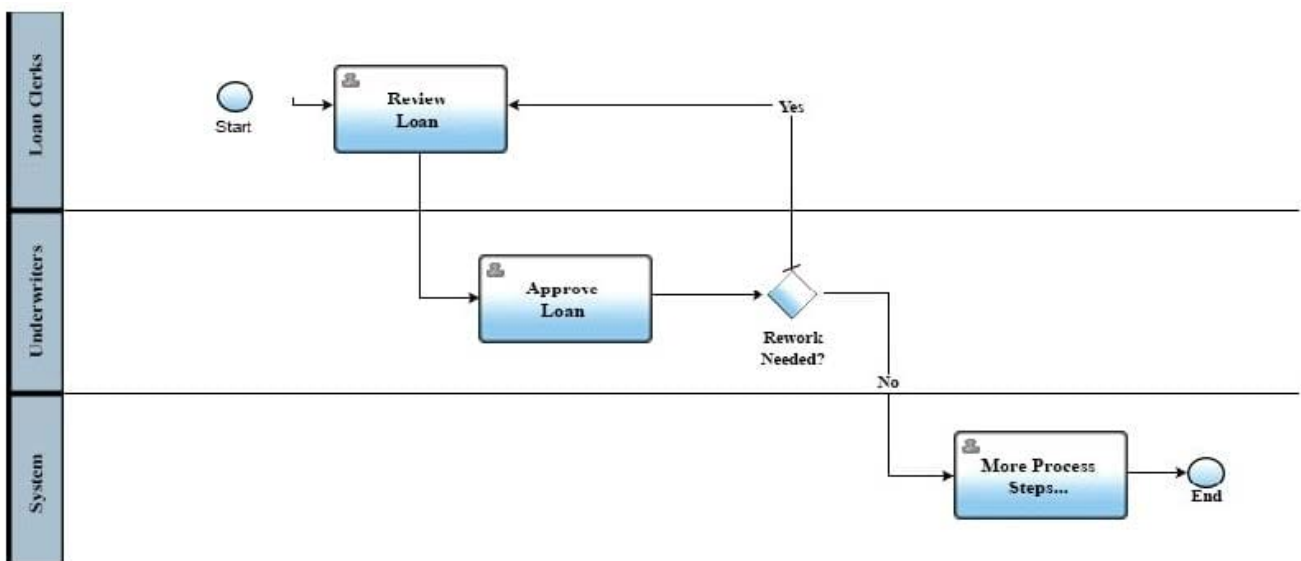 Loan Clerks
Start
Review
Loan
Yes
Underwriters
Approve
Loan
Rework
Needed?
No
System
More Process
Steps...
End